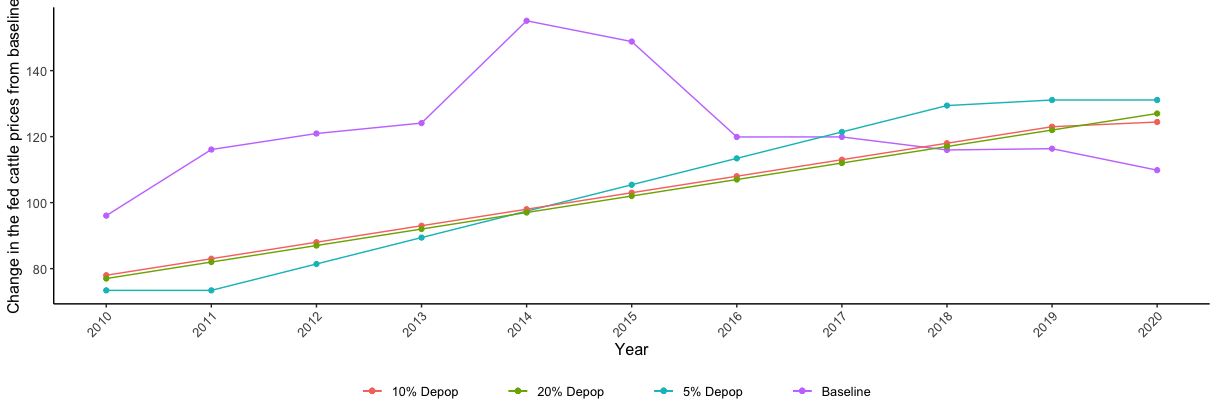 Change in the fed cattle prices from baseline
140
120
100
80
2010 2011 2012 2013 2014 2015 2016 2017 2018 2019 2020
Year
10% Depop 20% Depop 5% Depop Baseline